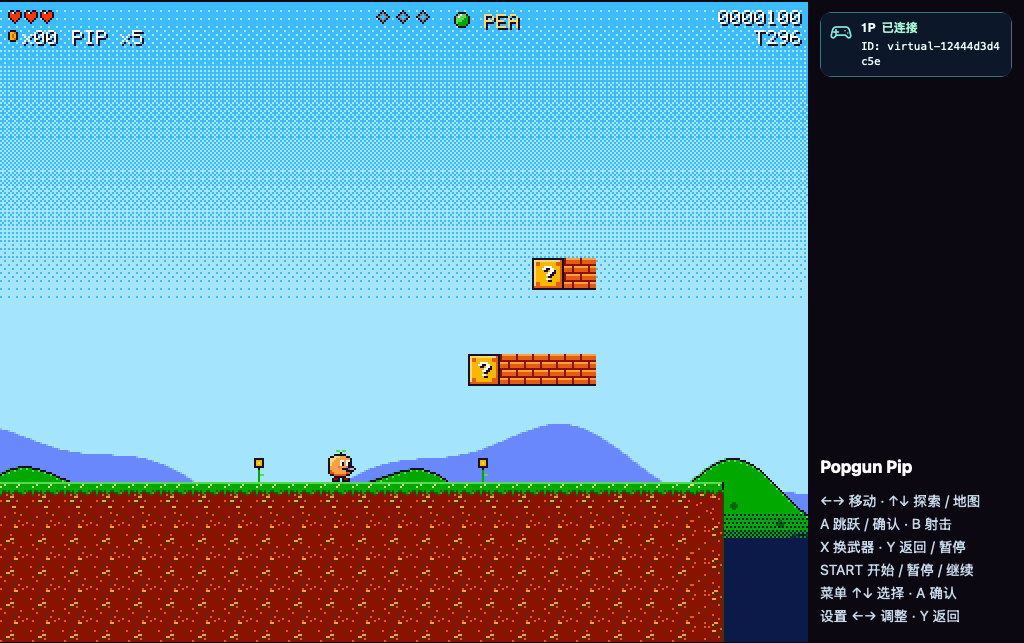 PEA
0000100
x00 PIP x5
T296
?
?
1P 已连接
ID: virtual-12444d3d4
c5e
Popgun Pip
←→ 移动 · ↑↓ 探索 / 地图
A 跳跃 / 确认 · B 射击
X 换武器 · Y 返回 / 暂停
START 开始 / 暂停 / 继续
菜单 ↑↓ 选择 · A 确认
设置 ←→ 调整 · Y 返回